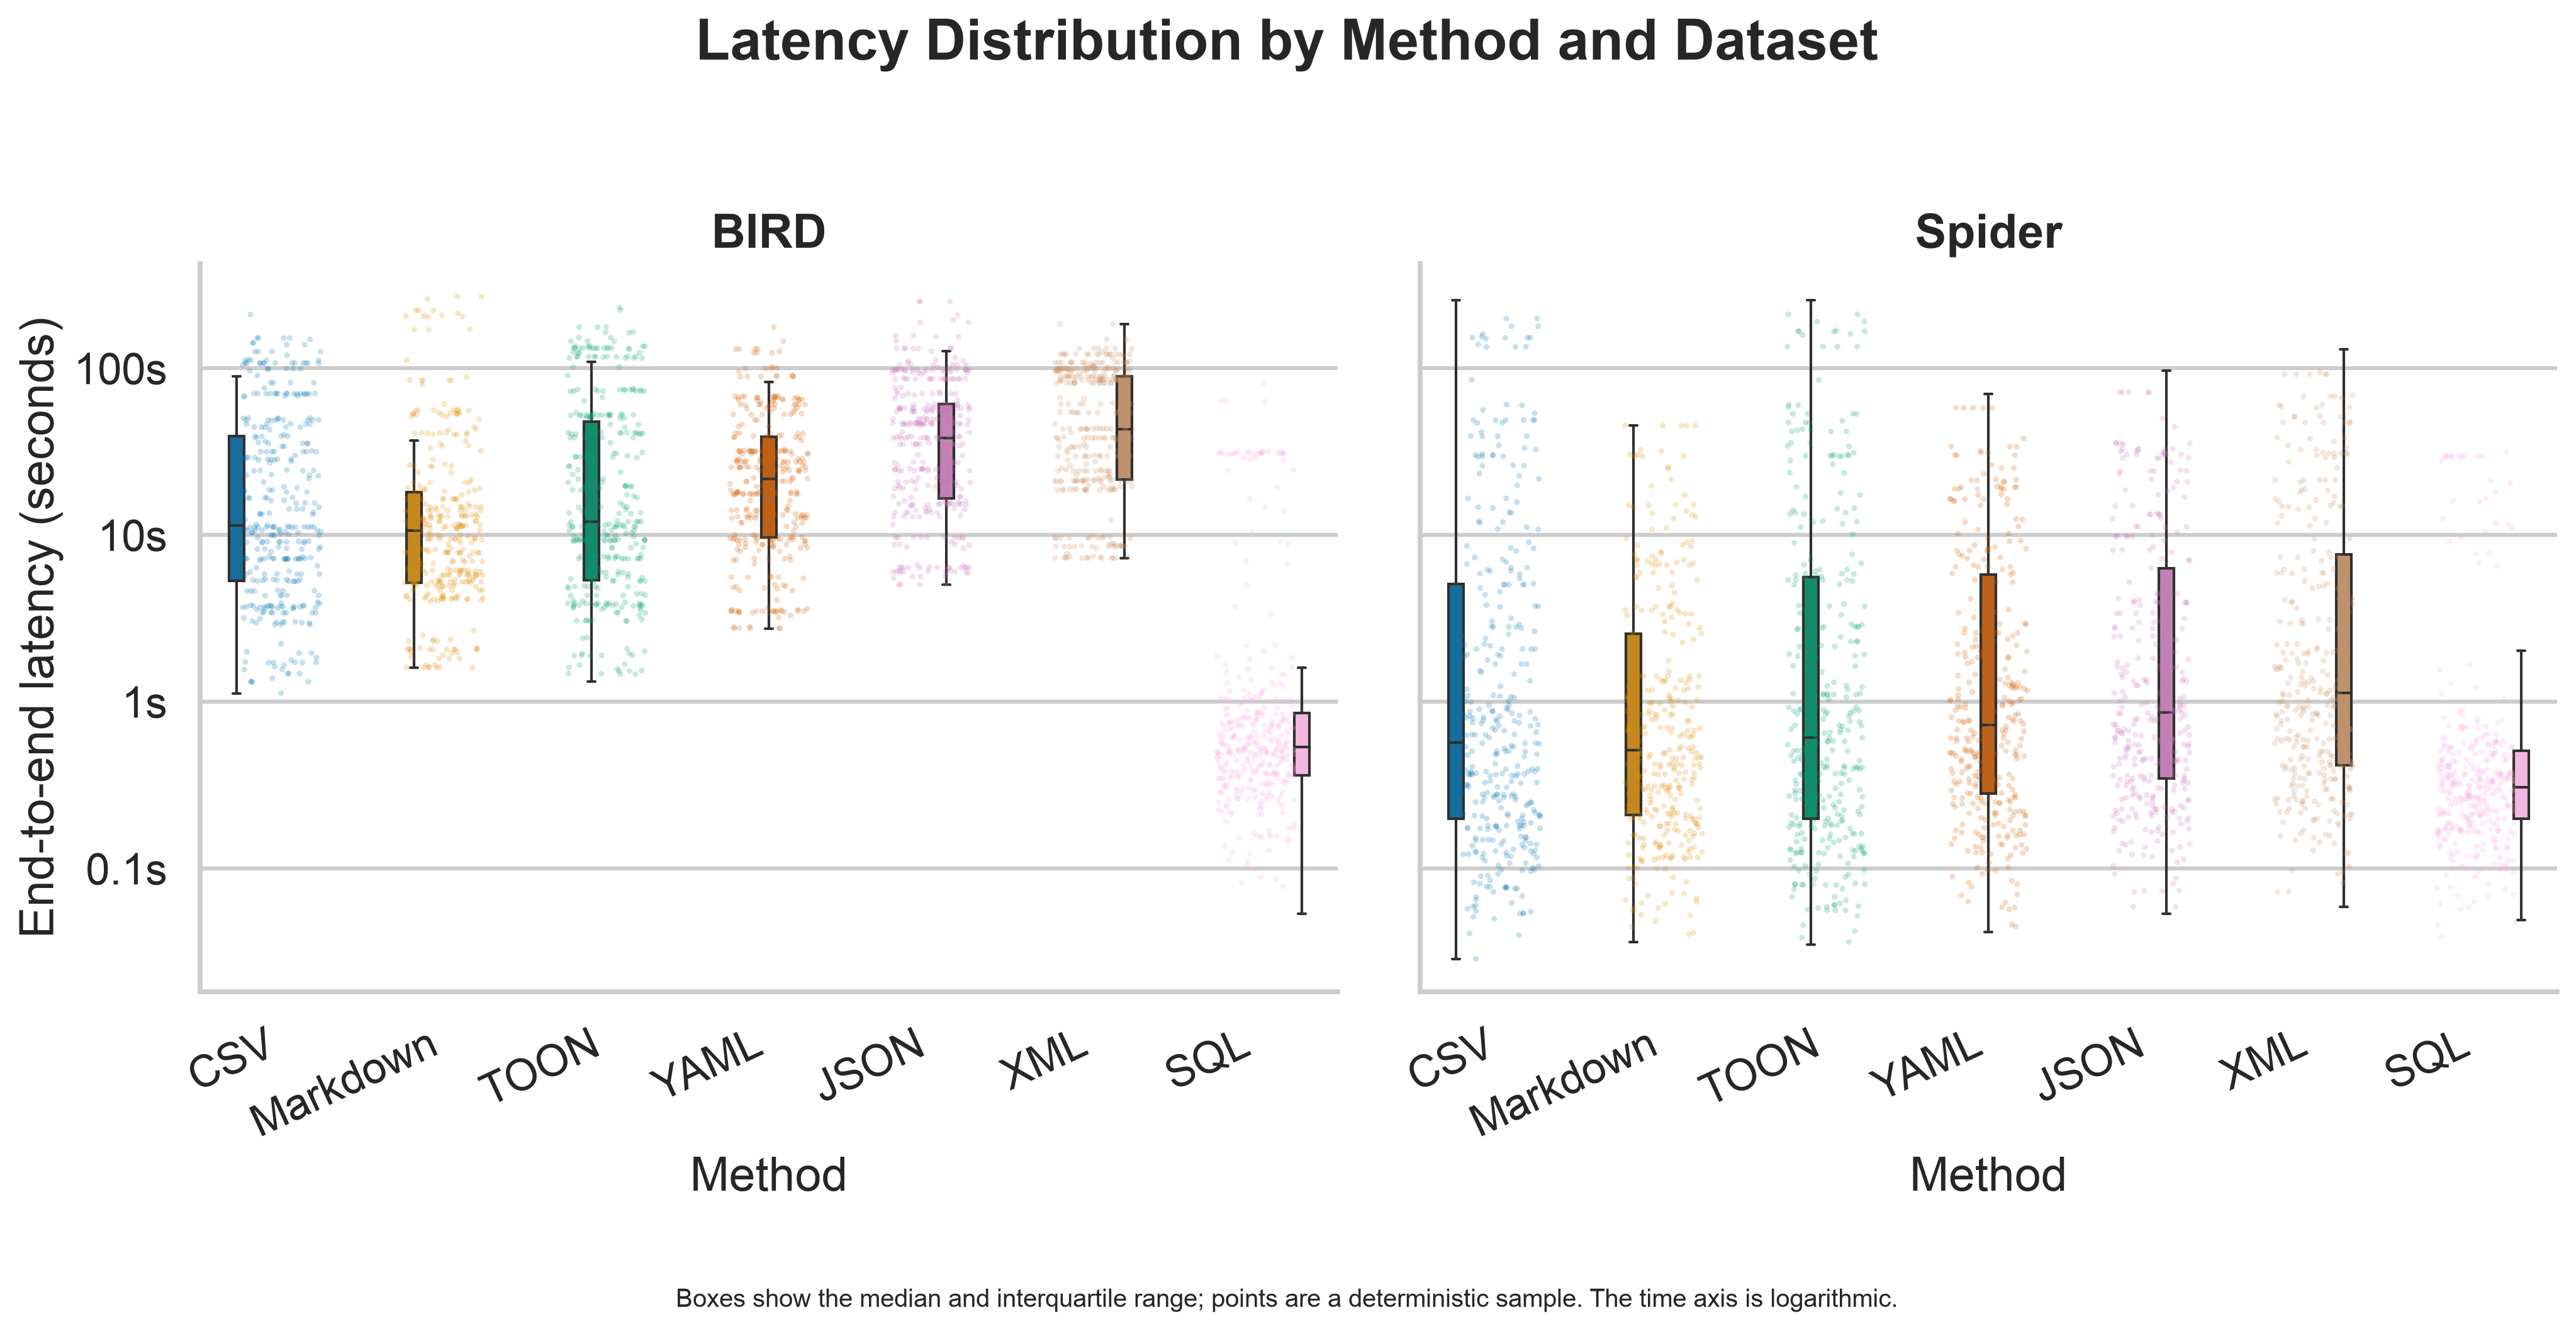 Latency Distribution by Method and Dataset
BIRD
Spider
End-to-end latency (seconds)
100s
10s
1s
0.1s
CSV
Markdown
TOON
YAML
JSON
XML
SQL
CSV
Markdown
TOON
YAML
JSON
XML
SQL
Method
Method
Boxes show the median and interquartile range; points are a deterministic sample. The time axis is logarithmic.